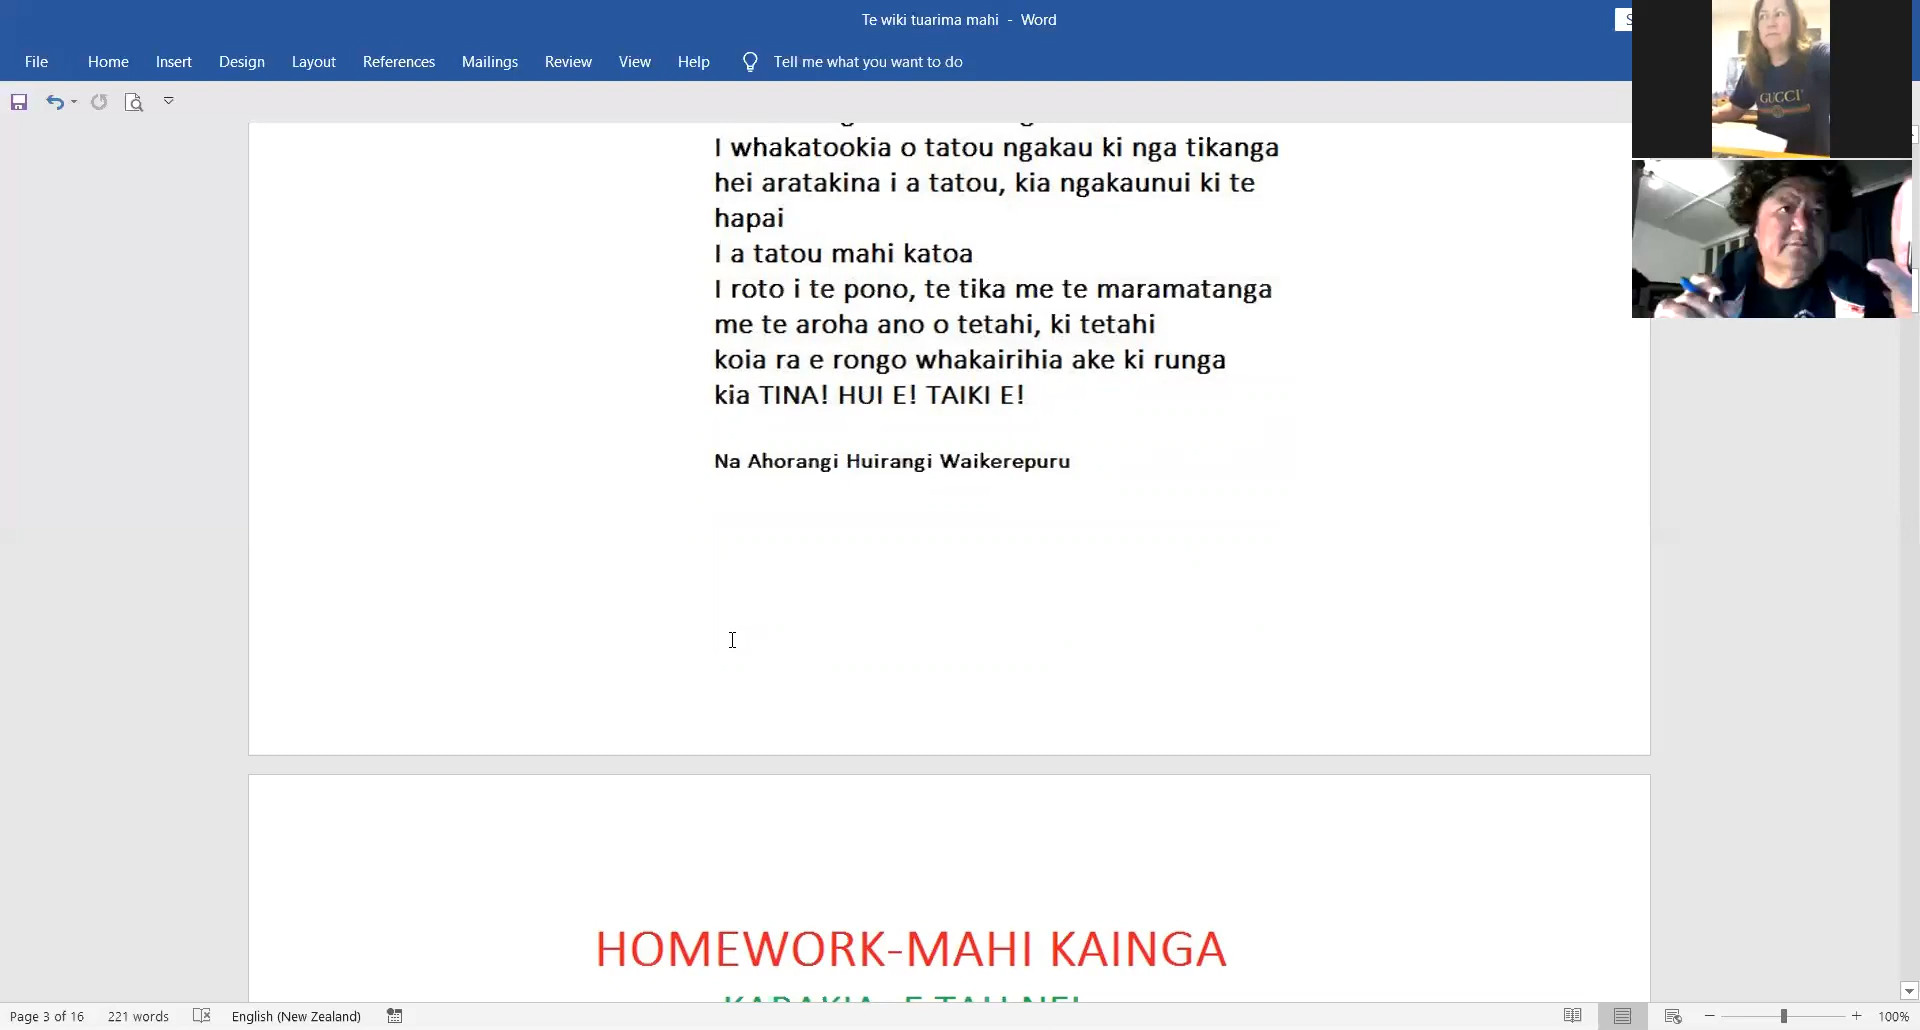 Te wiki tuarima mahi - Word
File Home Insert Design Layout References Mailings Review View Help Tell me what you want to do
GUCCI
I whakatookia o tatou ngakau ki nga tikanga
hei aratakina i a tatou, kia ngakaunui ki te
hapai
I a tatou mahi katoa
I roto i te pono, te tika me te maramatanga
me te aroha ano o tetahi, ki tetahi
koia ra e rongo whakairihia ake ki runga
kia TINA! HUI E! TAIKI E!
Na Ahorangi Huirangi Waikerepuru
HOMEWORK-MAHI KAINGA
Page 3 of 16 221 words English (New Zealand) 100%